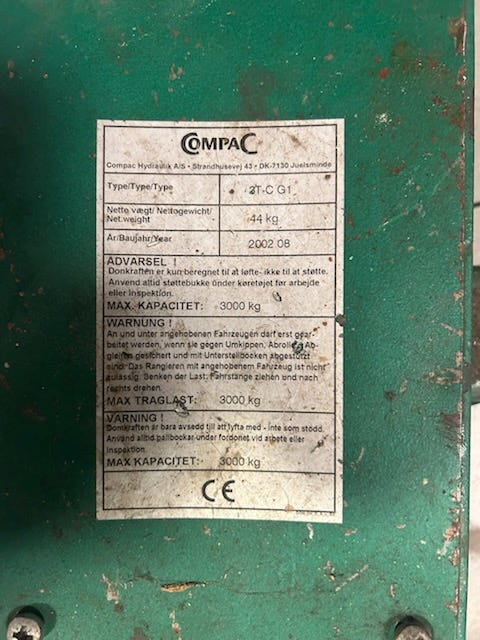 COMPAC
Compac Hydraulik A/S • Strandhusevej 43 • DK-7130 Juelsminde
Type/Type/Type 3T-C G1
Netto vægt/ Nettogewicht/
Net.weight 44 kg
År/Baujahr/Year 2002 08
ADVARSEL !
Donkraften er kun beregnet til at løfte- ikke til at støtte.
Anvend altid støttebukke under køretøjet før arbejde
eller inspektion.
MAX. KAPACITET: 3000 kg
WARNUNG !
An und unter angehobenen Fahrzeugen darf erst gear-
beitet werden, wenn sie gegen Umkippen, Abrollen, Ab-
gleiten gesichert und mit Unterstellbocken abgestützt
sind. Das Rangieren mit angehobenem Fahrzeug ist nicht
zulässig. Senken der Last: Fahrstange ziehen und nach
rechts drehen.
MAX TRAGLAST: 3000 kg
VARNING !
Domkraften är bara avsedd till att lyfta med - inte som stöd.
Använd alltid pallbockar under fordonet vid arbete eller
inspektion.
MAX KAPACITET: 3000 kg
CE